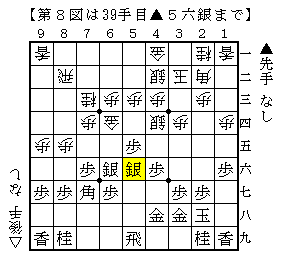 【第８図は39手目▲５六銀まで】
９ ８ ７ ６ ５ ４ ３ ２ １
香 金 桂 香 一
飛 銀 玉 角 二
桂 歩 歩 歩 歩 三
歩 金 銀 歩 歩 四
歩 歩 歩 五
歩 銀 銀 歩 歩 六
歩 歩 角 歩 歩 歩 七
金 金 玉 八
香 桂 飛 桂 香 九
▲先手 なし
△後手 なし